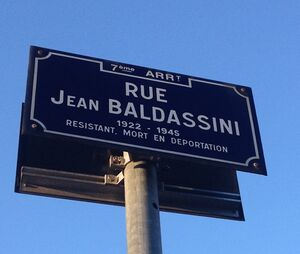 7ème ARRT
RUE
JEAN BALDASSINI
1922 - 1945
RESISTANT, MORT EN DEPORTATION